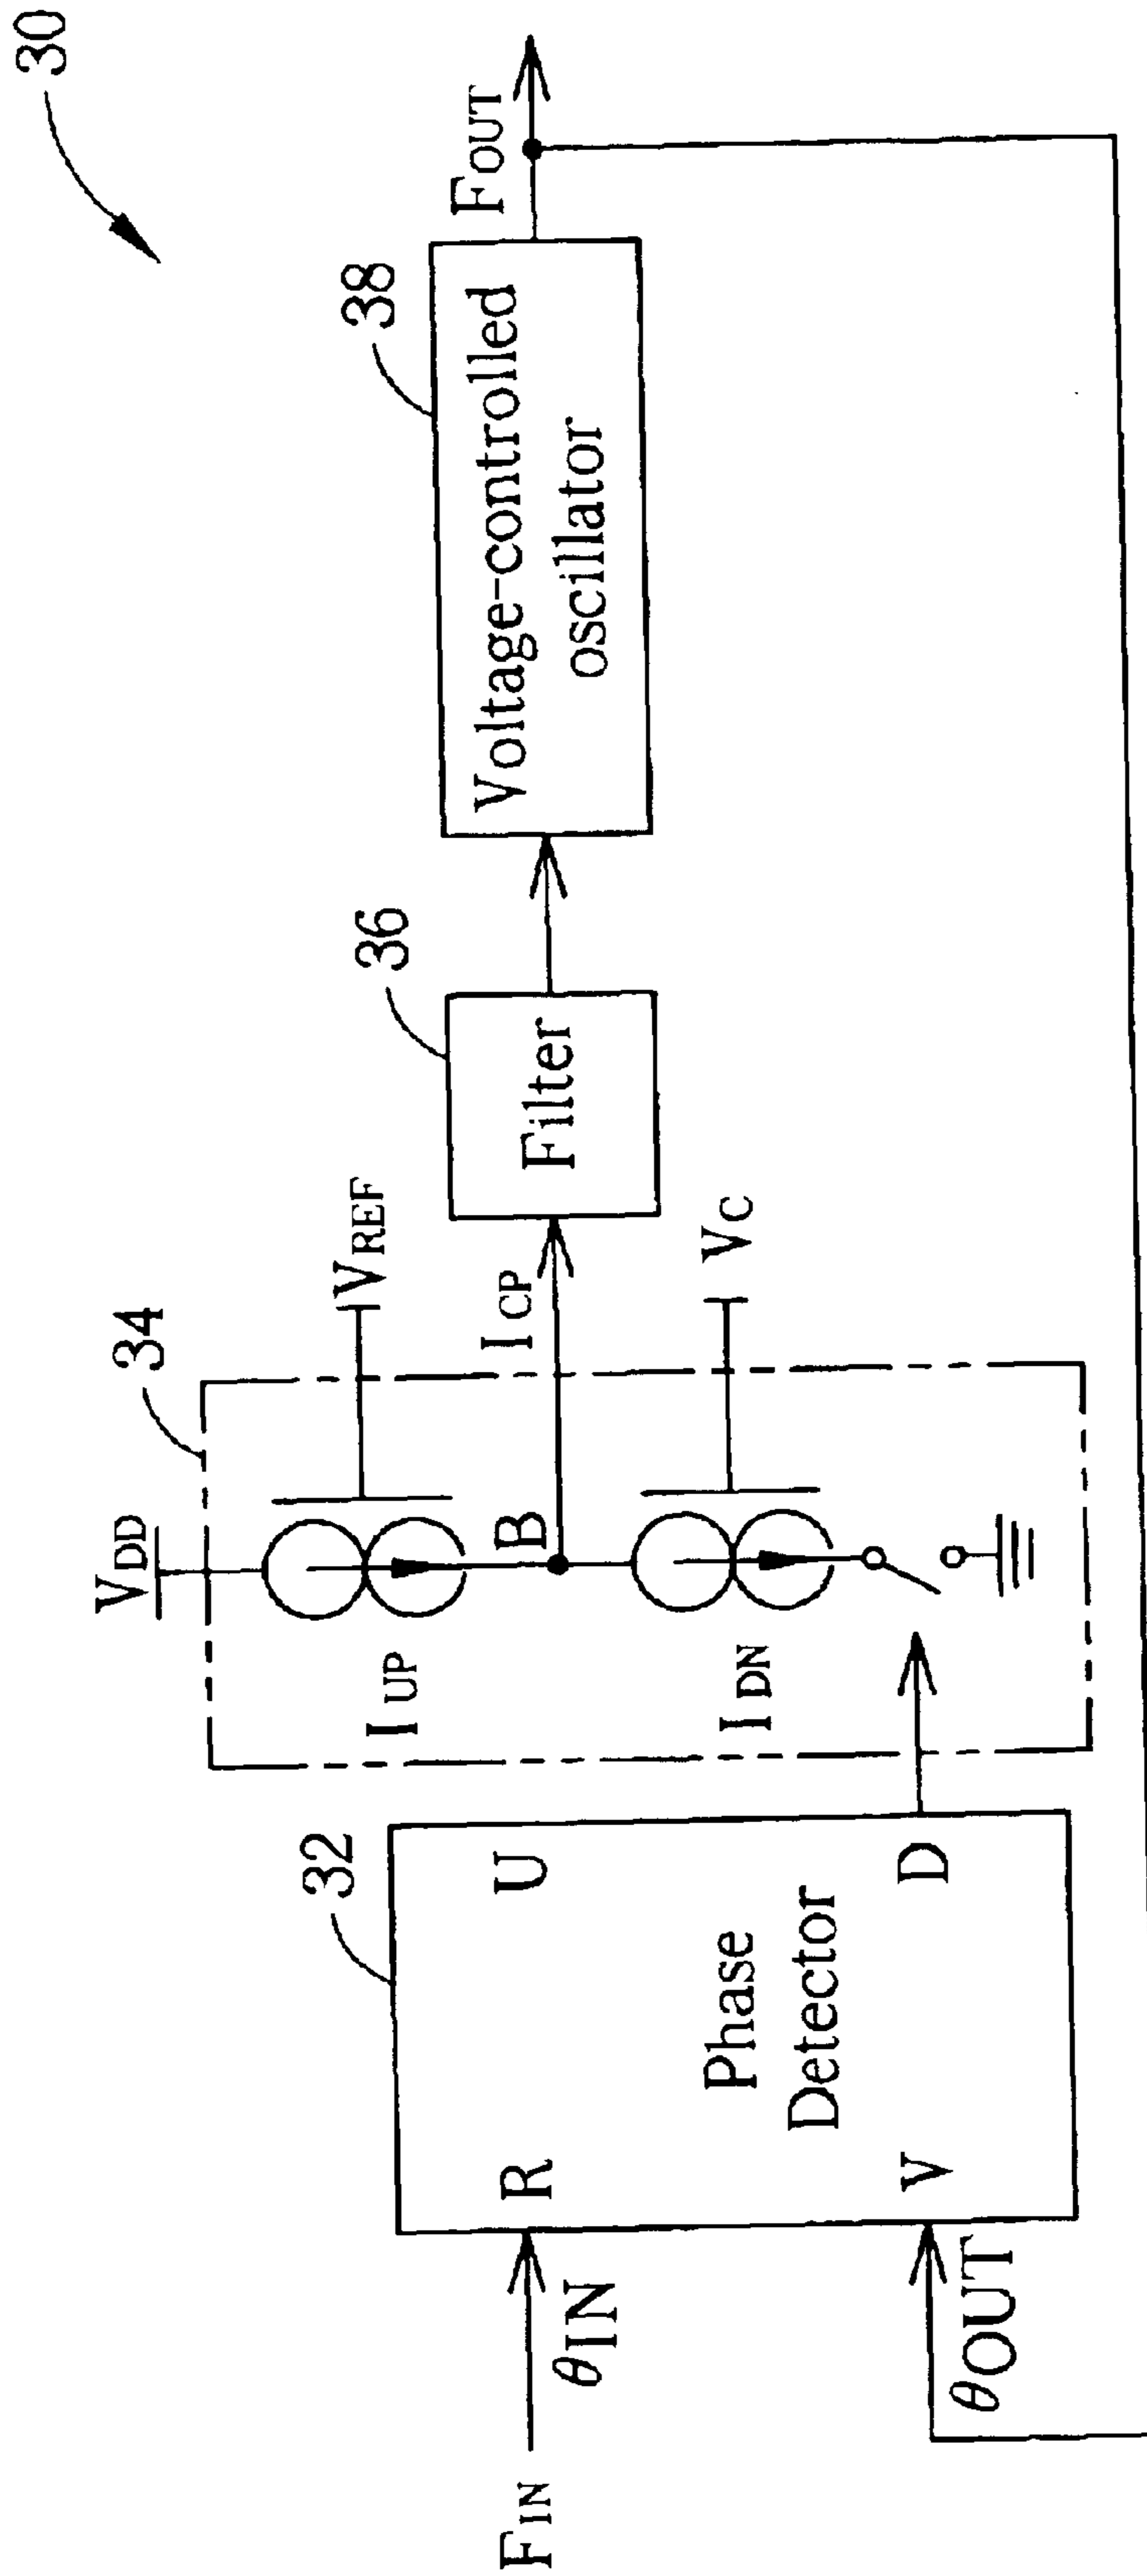 30
34
VDD
VREF
32
36
38
IUP
FIN
R
U
B
ICP
Filter
Voltage-controlled
oscillator
FOUT
θIN
Phase
Detector
IDN
VC
V
D
θOUT